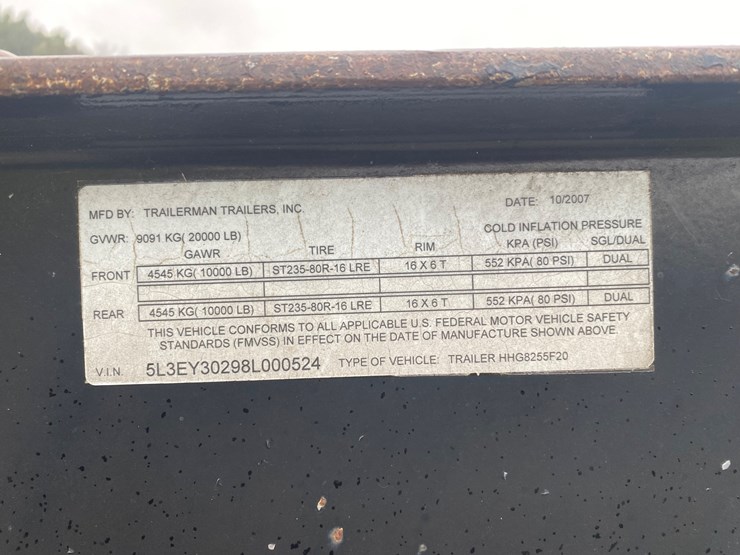 MFD BY: TRAILERMAN TRAILERS, INC. DATE: 10/2007
GVWR: 9091 KG( 20000 LB) COLD INFLATION PRESSURE
GAWR TIRE RIM KPA (PSI) SGL/DUAL
FRONT 4545 KG( 10000 LB) ST235-80R-16 LRE 16 X 6 T 552 KPA( 80 PSI) DUAL
REAR 4545 KG( 10000 LB) ST235-80R-16 LRE 16 X 6 T 552 KPA( 80 PSI) DUAL
THIS VEHICLE CONFORMS TO ALL APPLICABLE U.S. FEDERAL MOTOR VEHICLE SAFETY
STANDARDS (FMVSS) IN EFFECT ON THE DATE OF MANUFACTURE SHOWN ABOVE.
V.I.N. 5L3EY30298L000524 TYPE OF VEHICLE: TRAILER HHG8255F20